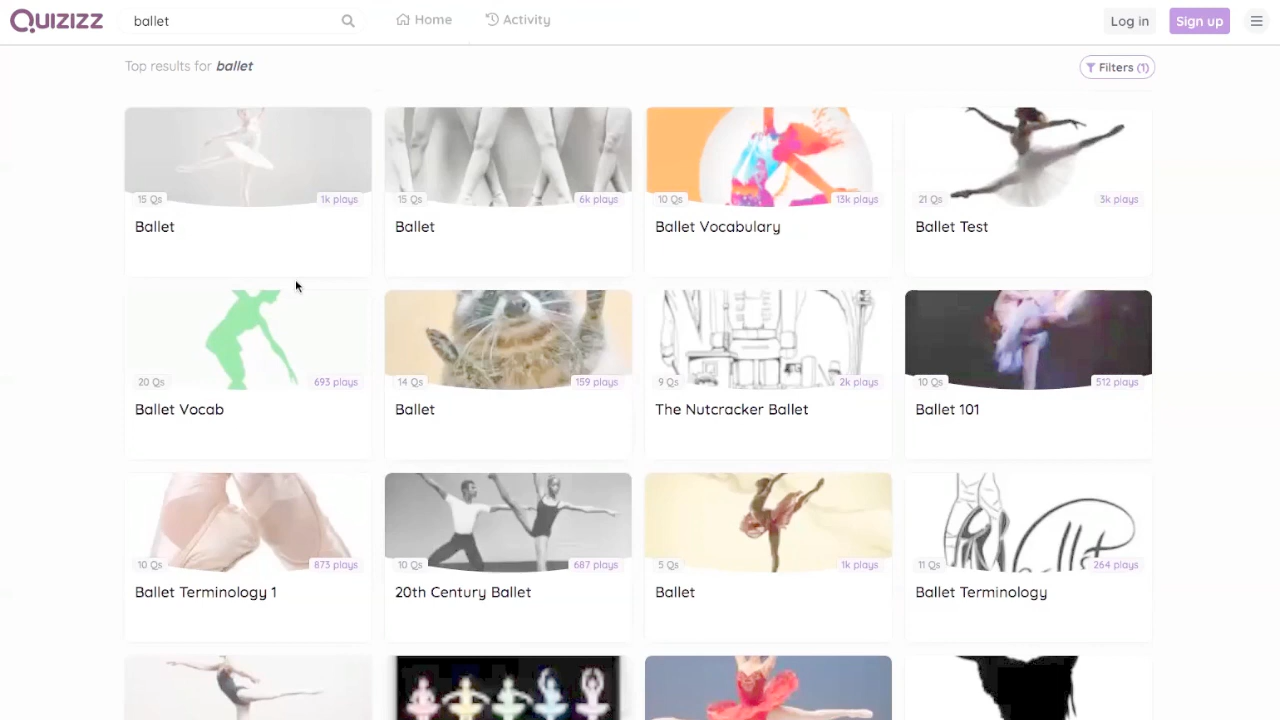 QUIZIZZ ballet Home Activity Log in Sign up
Top results for ballet Filters (1)
15 Qs 1k plays 15 Qs 6k plays 10 Qs 13k plays 21 Qs 3k plays
Ballet Ballet Ballet Vocabulary Ballet Test
20 Qs 693 plays 14 Qs 159 plays 9 Qs 2k plays 10 Qs 512 plays
Ballet Vocab Ballet The Nutcracker Ballet Ballet 101
10 Qs 873 plays 10 Qs 687 plays 5 Qs 1k plays 11 Qs 264 plays
Ballet Terminology 1 20th Century Ballet Ballet Ballet Terminology